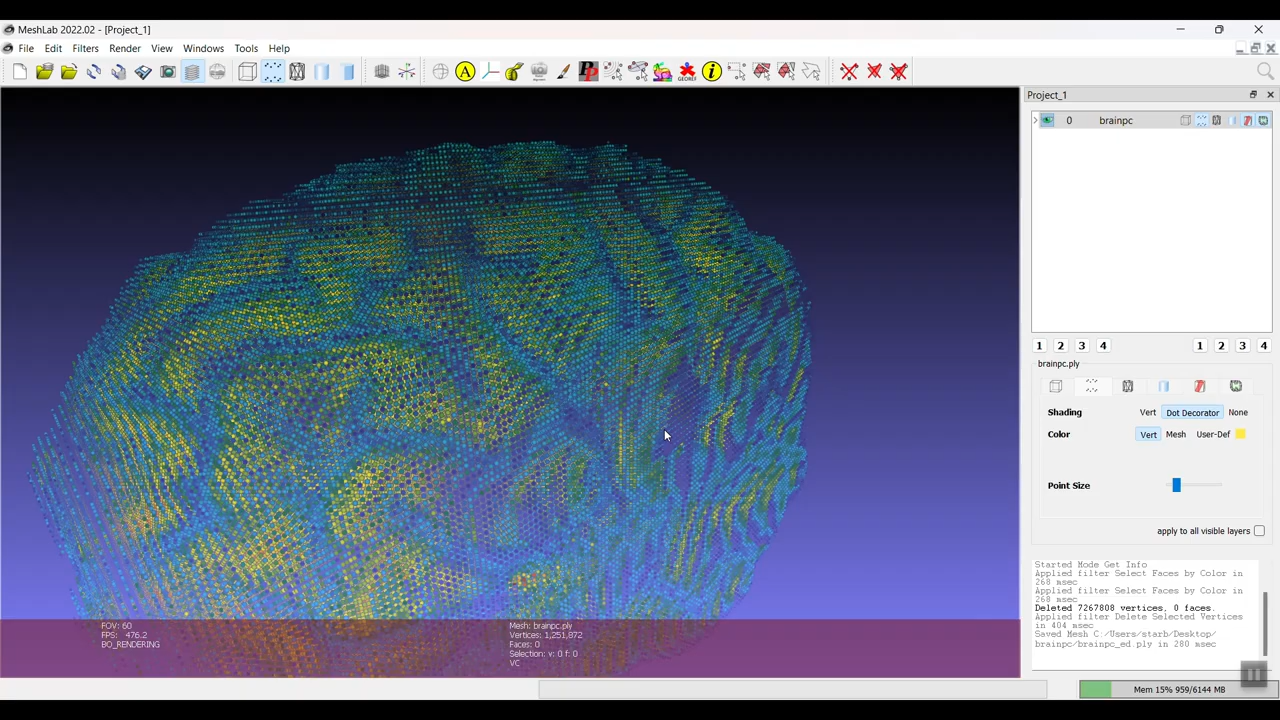 MeshLab 2022.02 - [Project_1]
File Edit Filters Render View Windows Tools Help
A
PP
GEOREF
i
Project_1
0 brainpc
1 2 3 4 1 2 3 4
brainpc.ply
Shading Vert Dot Decorator None
Color Vert Mesh User-Def
Point Size
apply to all visible layers
Started Mode Get Info
Applied filter Select Faces by Color in
268 msec
Applied filter Select Faces by Color in
268 msec
Deleted 7267808 vertices, 0 faces.
Applied filter Delete Selected Vertices
in 404 msec
Saved Mesh C:/Users/starb/Desktop/
brainpc/brainpc_ed.ply in 280 msec
FOV: 60
FPS: 476.2
BO_RENDERING
Mesh: brainpc.ply
Vertices: 1,251,872
Faces: 0
Selection: v: 0 f: 0
VC
Mem 15% 959/6144 MB